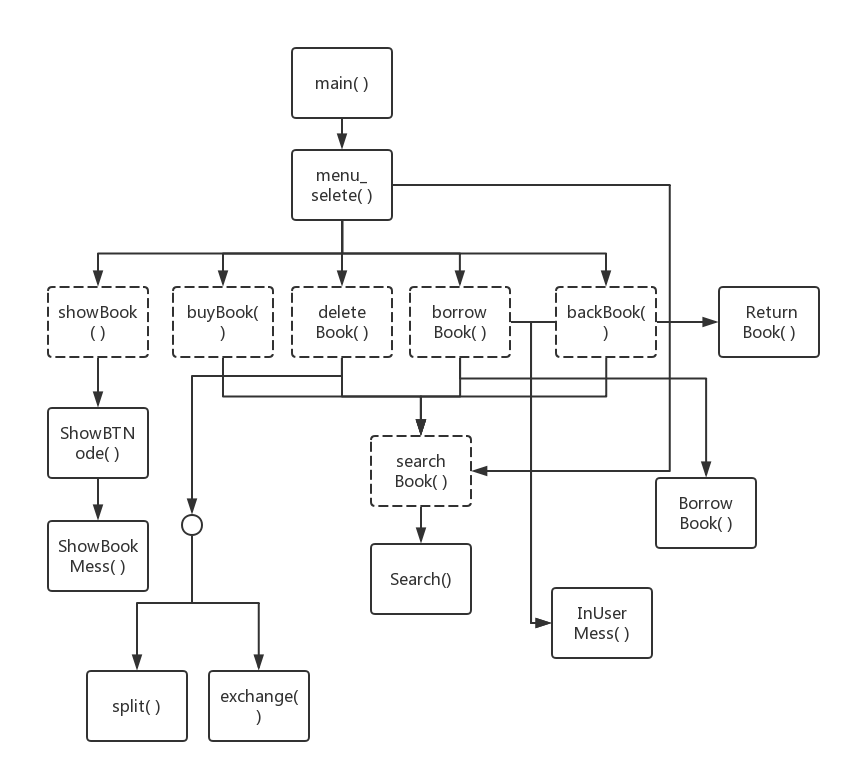 main( )
menu_
selete( )
showBook
( )
buyBook(
)
delete
Book( )
borrow
Book( )
backBook(
)
Return
Book( )
ShowBTN
ode( )
search
Book( )
Borrow
Book( )
ShowBook
Mess( )
Search()
InUser
Mess( )
split( )
exchange(
)